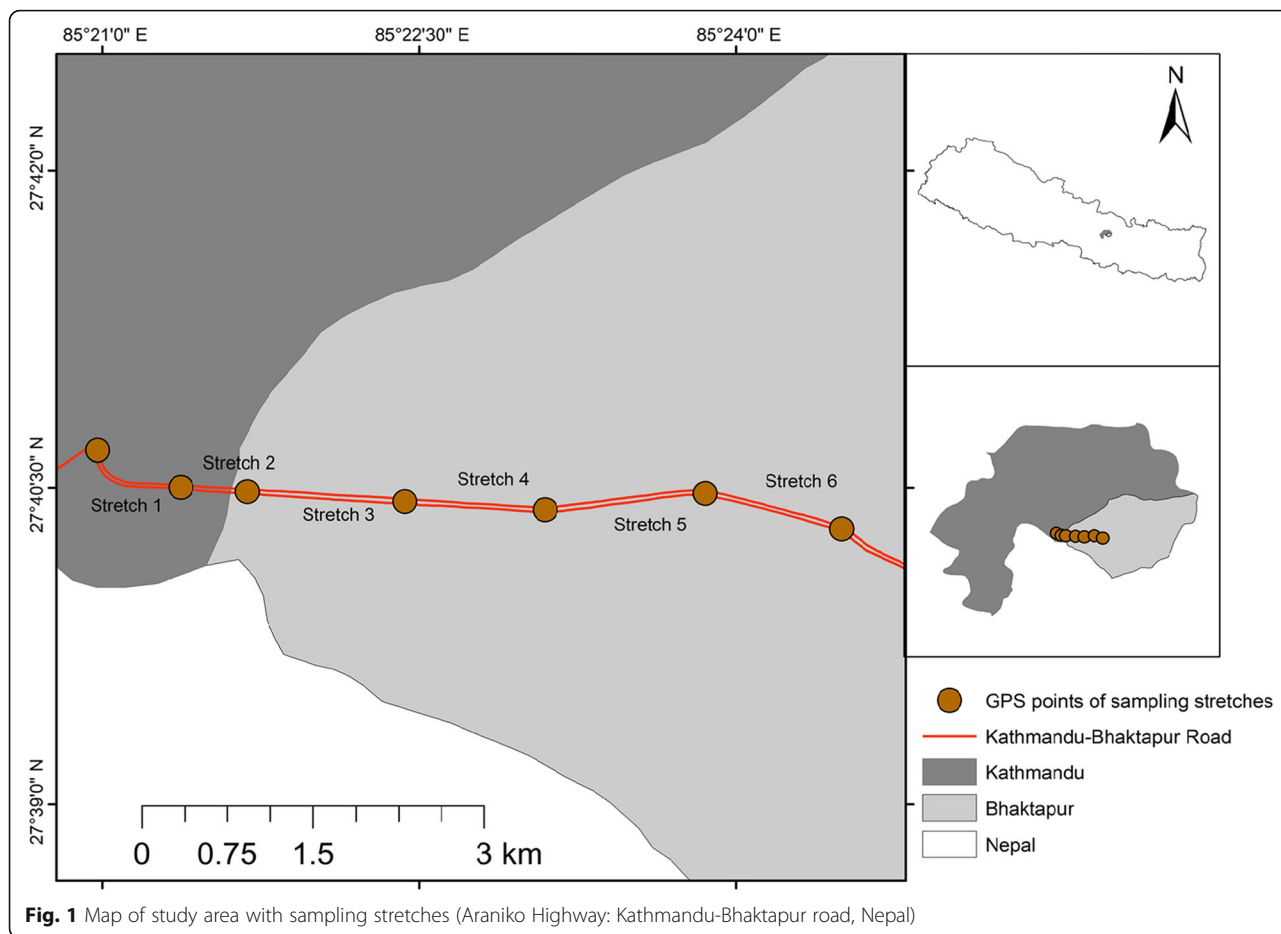 85°21'0" E
85°22'30" E
85°24'0" E
N
27°42'0" N
27°40'30" N
27°39'0" N
Stretch 1
Stretch 2
Stretch 3
Stretch 4
Stretch 5
Stretch 6
0 0.75 1.5 3 km
GPS points of sampling stretches
Kathmandu-Bhaktapur Road
Kathmandu
Bhaktapur
Nepal
Fig. 1 Map of study area with sampling stretches (Araniko Highway: Kathmandu-Bhaktapur road, Nepal)